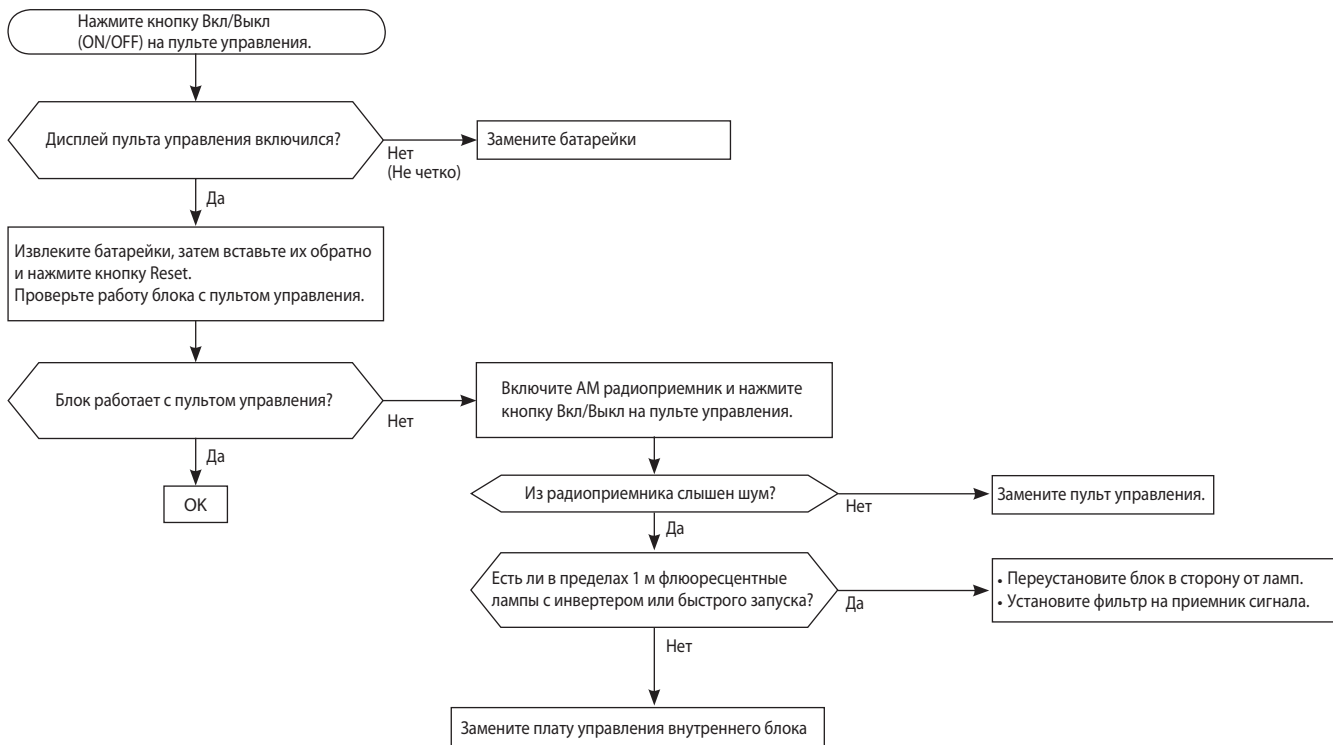 Нажмите кнопку Вкл/Выкл
(ON/OFF) на пульте управления.
Дисплей пульта управления включился?
Нет
(Не четко)
Замените батарейки
Да
Извлеките батарейки, затем вставьте их обратно
и нажмите кнопку Reset.
Проверьте работу блока с пультом управления.
Блок работает с пультом управления?
Нет
Включите АМ радиоприемник и нажмите
кнопку Вкл/Выкл на пульте управления.
Да
OK
Из радиоприемника слышен шум?
Нет
Замените пульт управления.
Да
Есть ли в пределах 1 м флюоресцентные
лампы с инвертером или быстрого запуска?
Да
• Переустановите блок в сторону от ламп.
• Установите фильтр на приемник сигнала.
Нет
Замените плату управления внутреннего блока